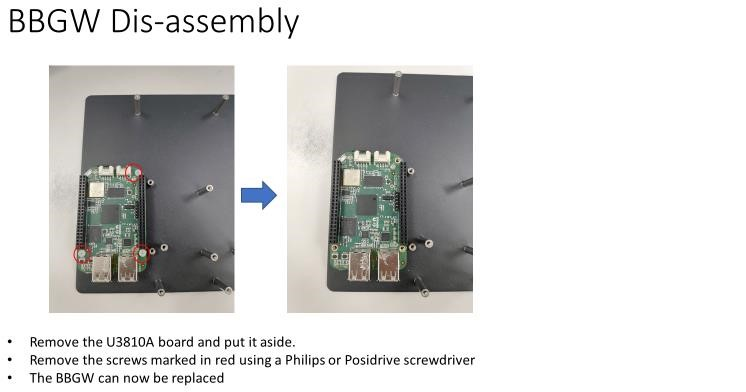 BBGW Dis-assembly
• Remove the U3810A board and put it aside.
• Remove the screws marked in red using a Philips or Posidrive screwdriver
• The BBGW can now be replaced